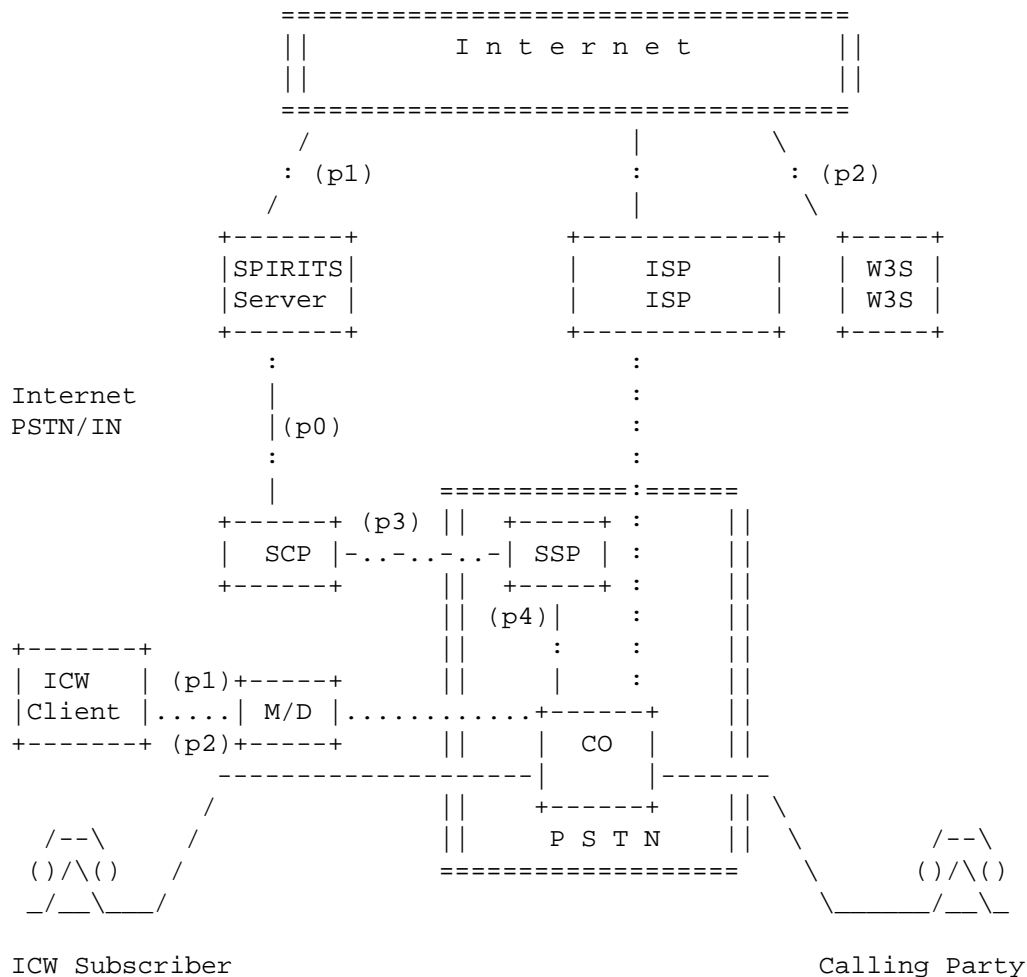 I n t e r n e t
(p1) (p2)
SPIRITS ISP W3S
Server ISP W3S
Internet
PSTN/IN (p0)
(p3)
SCP SSP
(p4)
ICW (p1)
Client M/D CO
(p2)
P S T N
ICW Subscriber Calling Party